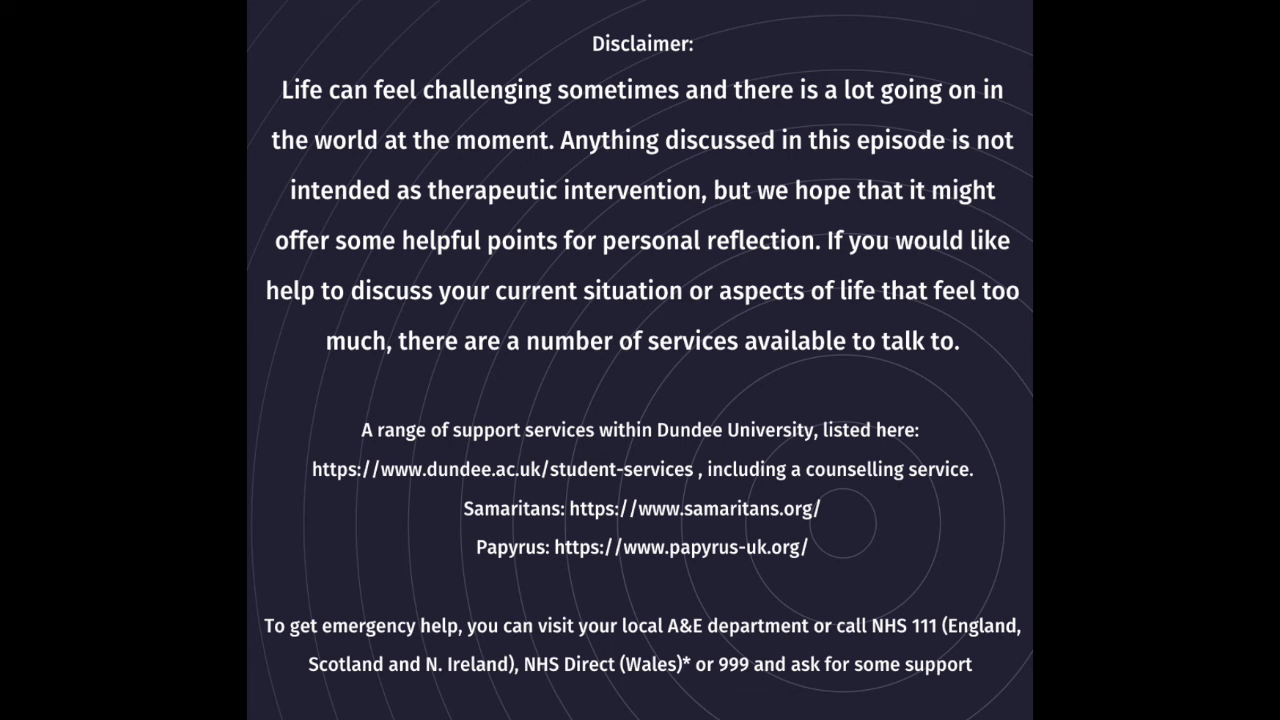 Disclaimer:
Life can feel challenging sometimes and there is a lot going on in
the world at the moment. Anything discussed in this episode is not
intended as therapeutic intervention, but we hope that it might
offer some helpful points for personal reflection. If you would like
help to discuss your current situation or aspects of life that feel too
much, there are a number of services available to talk to.
A range of support services within Dundee University, listed here:
https://www.dundee.ac.uk/student-services , including a counselling service.
Samaritans: https://www.samaritans.org/
Papyrus: https://www.papyrus-uk.org/
To get emergency help, you can visit your local A&E department or call NHS 111 (England,
Scotland and N. Ireland), NHS Direct (Wales)* or 999 and ask for some support